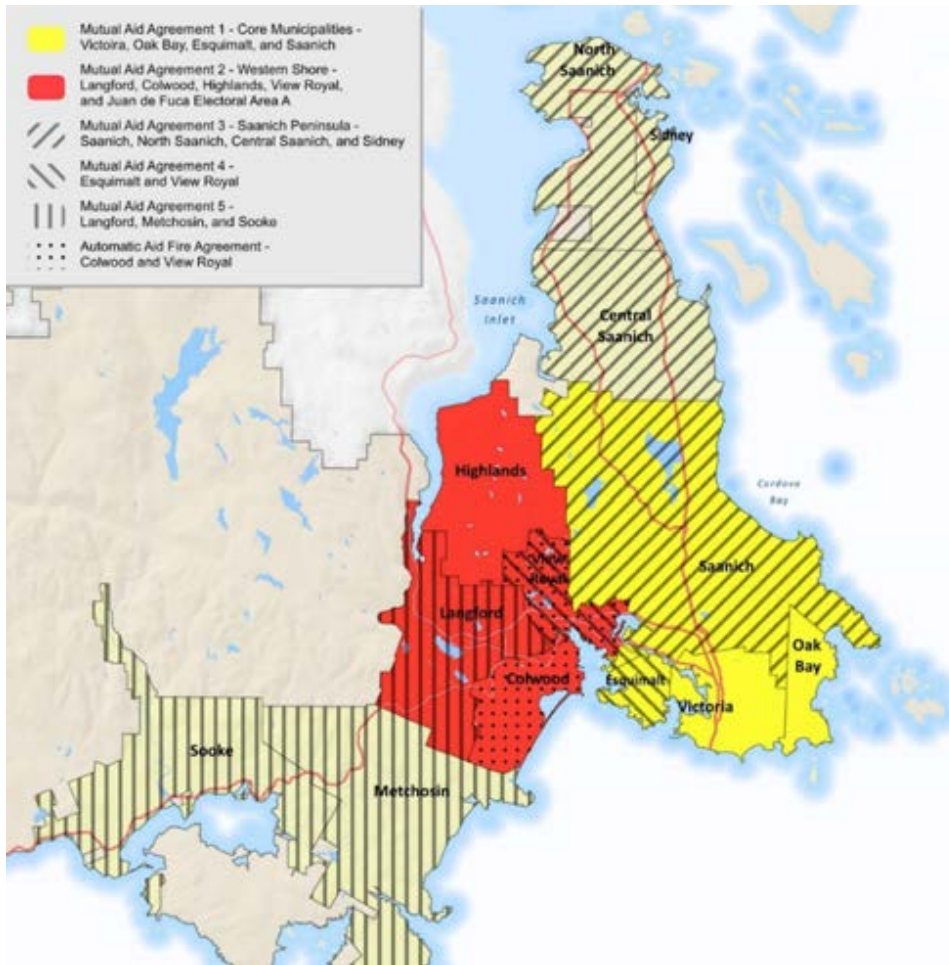 Mutual Aid Agreement 1 - Core Municipalities -
Victoira, Oak Bay, Esquimalt, and Saanich
Mutual Aid Agreement 2 - Western Shore -
Langford, Colwood, Highlands, View Royal,
and Juan de Fuca Electoral Area A
Mutual Aid Agreement 3 - Saanich Peninsula -
Saanich, North Saanich, Central Saanich, and Sidney
Mutual Aid Agreement 4 -
Esquimalt and View Royal
Mutual Aid Agreement 5 -
Langford, Metchosin, and Sooke
Automatic Aid Fire Agreement -
Colwood and View Royal
North
Saanich
Sidney
Saanich
Inlet
Central
Saanich
Highlands
Cordova
Bay
View
Royal
Saanich
Langford
Oak
Bay
Colwood
Esquimalt
Victoria
Sooke
Metchosin